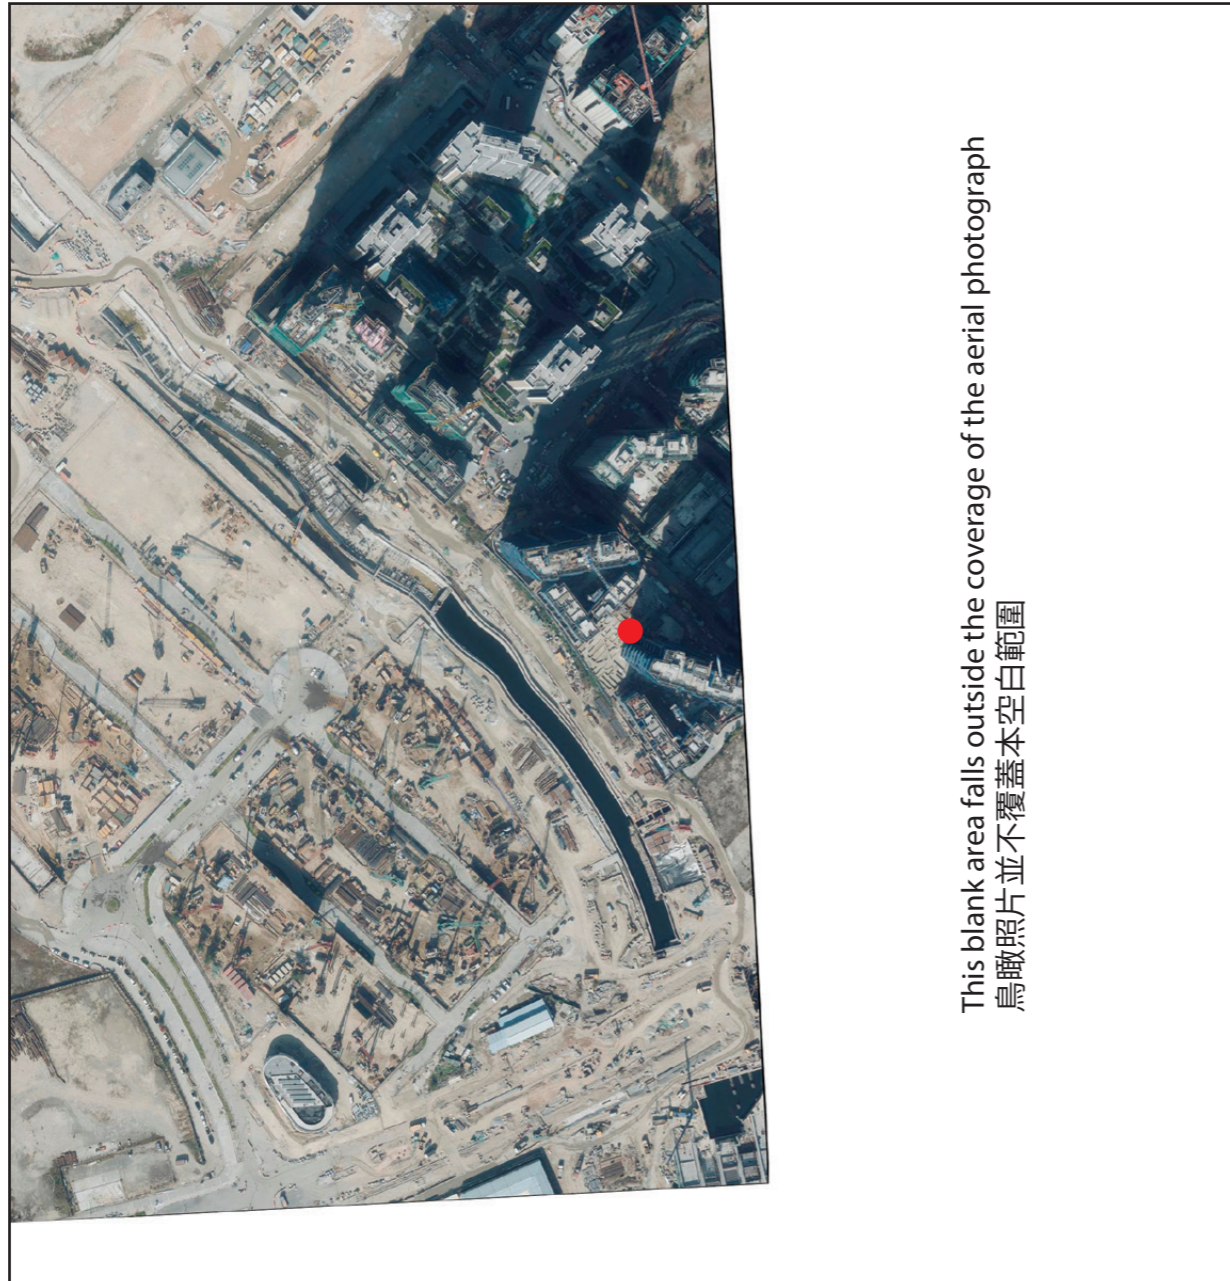 This blank area falls outside the coverage of the aerial photograph
鳥瞰照片並不覆蓋本空白範圍